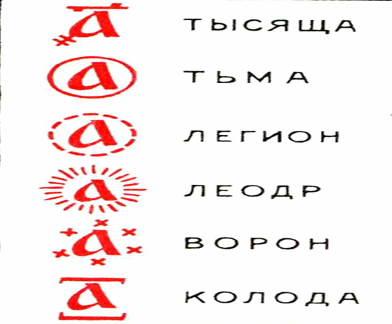 а ТЫСЯЩА
а ТЬМА
а ЛЕГИОН
а ЛЕОДР
а ВОРОН
а КОЛОДА